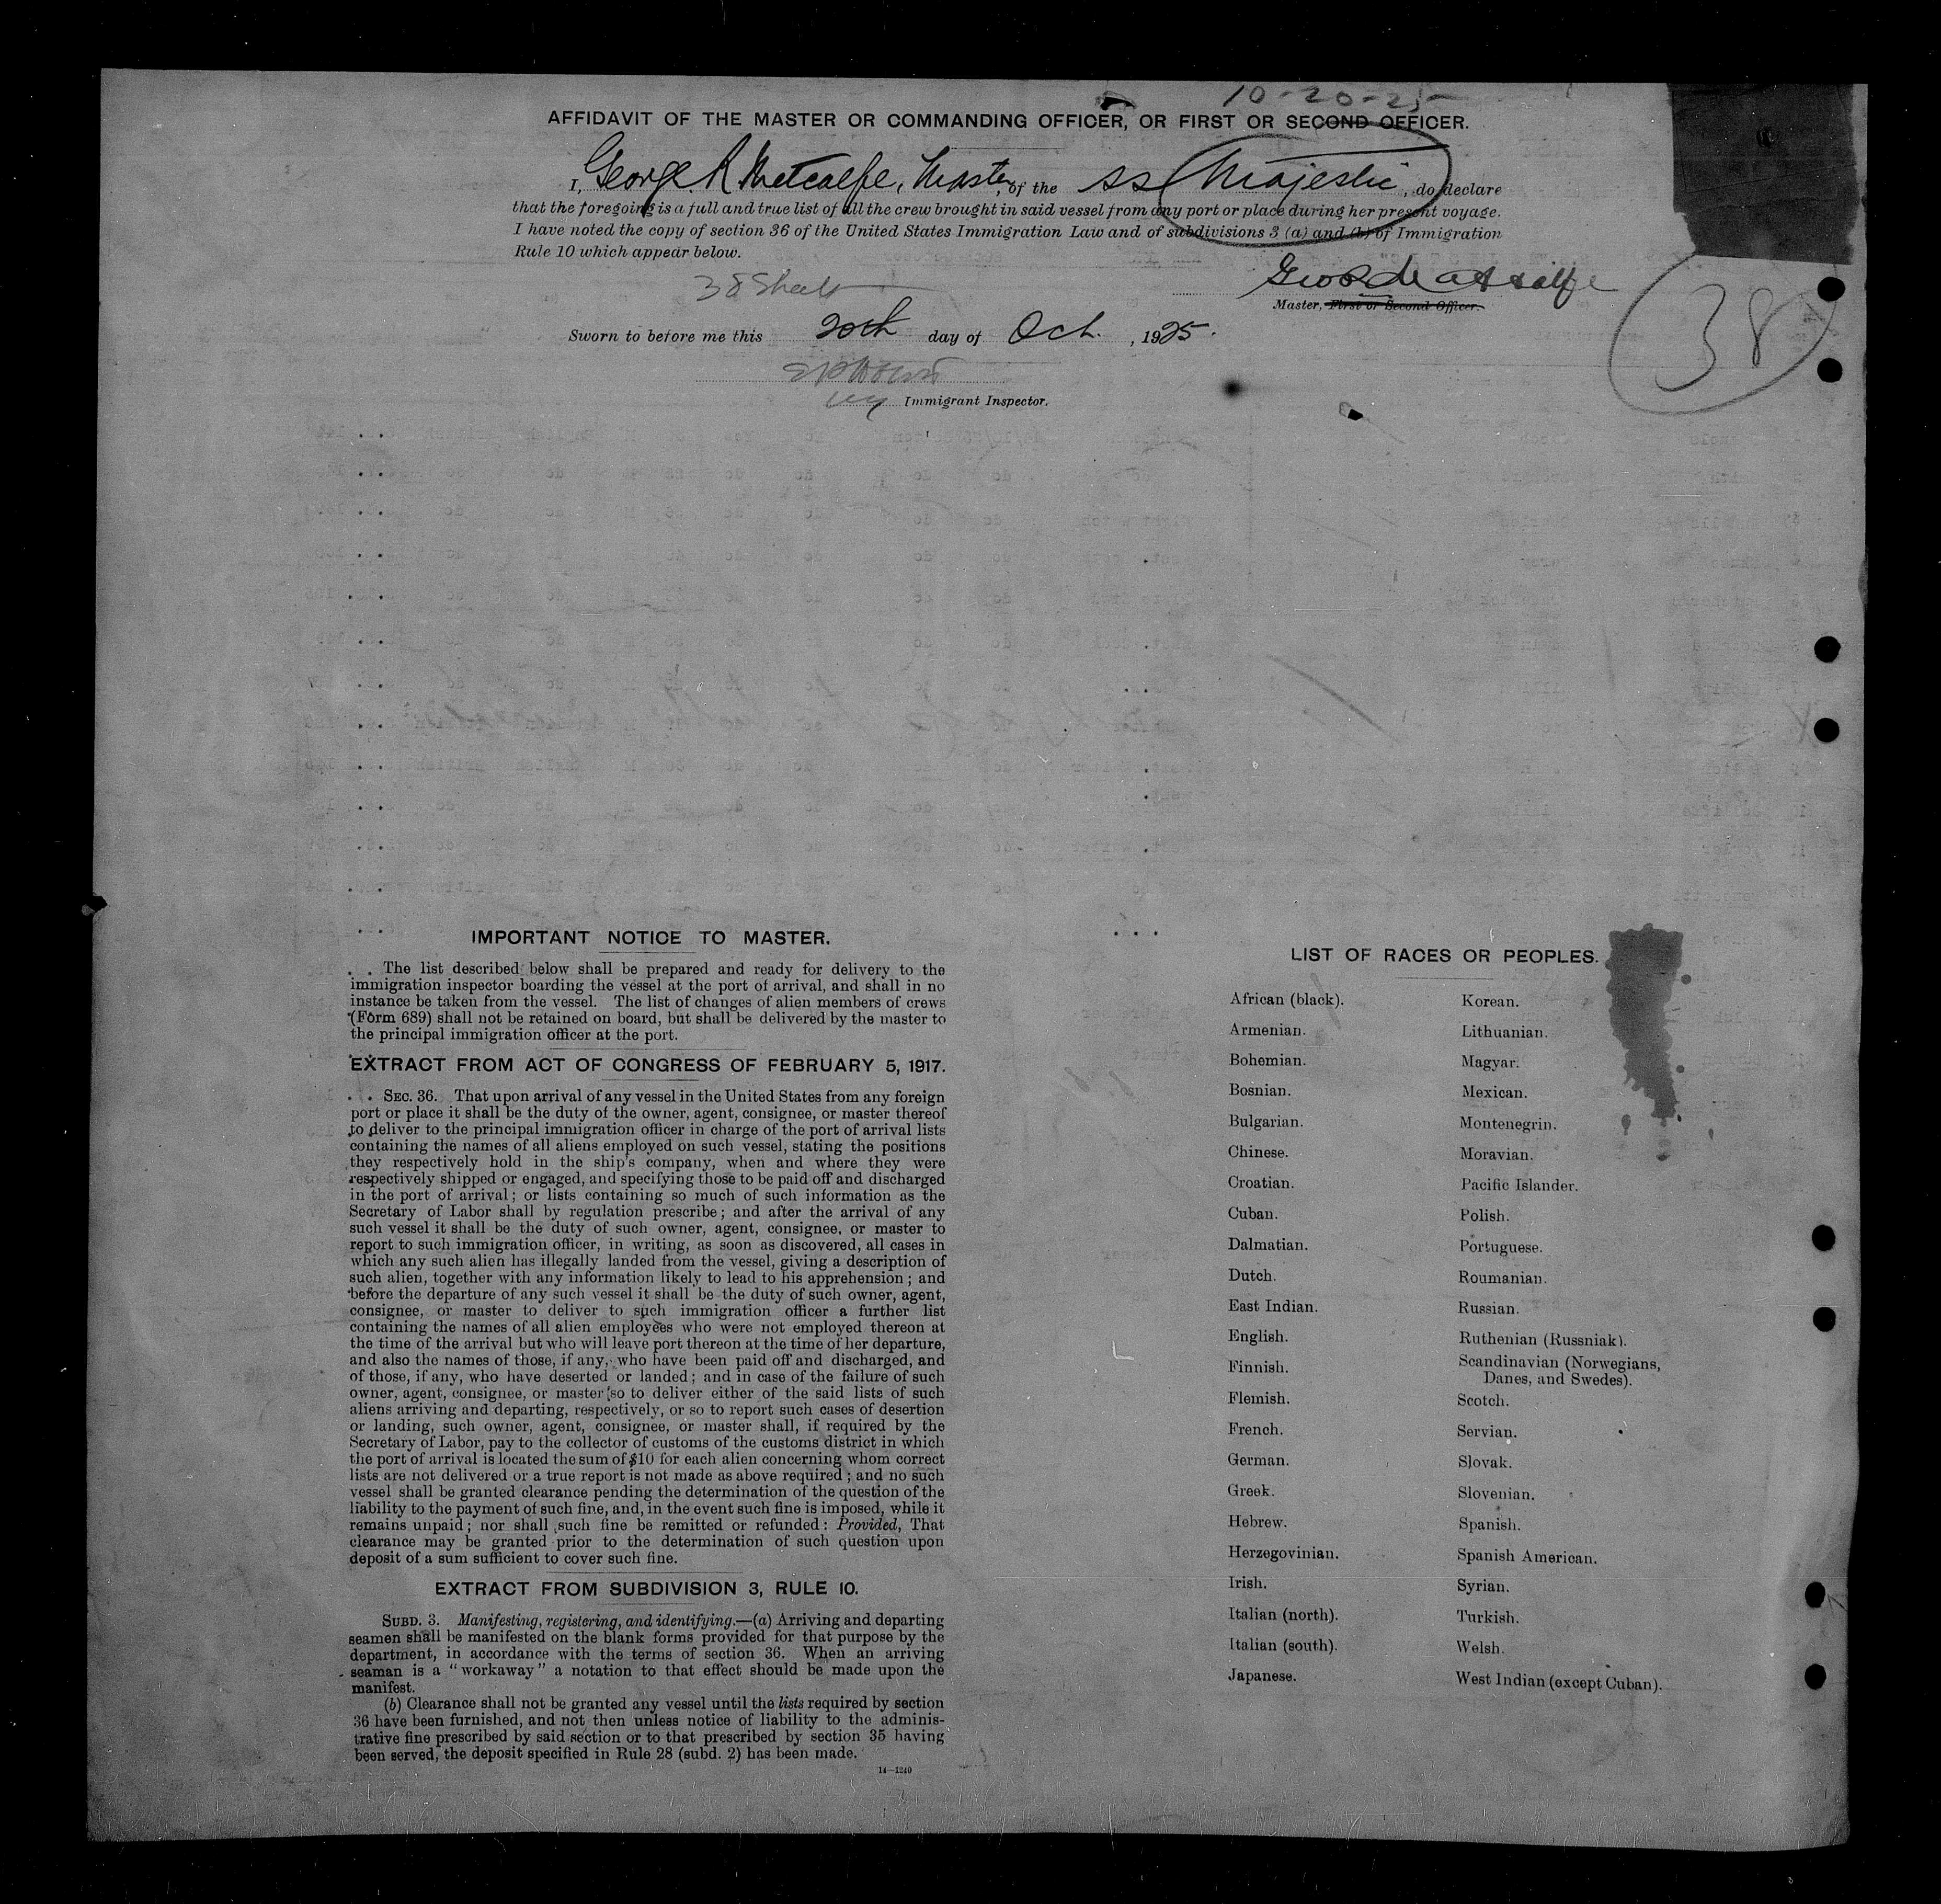 10-20-25
AFFIDAVIT OF THE MASTER OR COMMANDING OFFICER, OR FIRST OR SECOND OFFICER.
I, George R Metcalfe, Master, of the SS Majestic, do declare
that the foregoing is a full and true list of all the crew brought in said vessel from any port or place during her present voyage.
I have noted the copy of section 36 of the United States Immigration Law and of subdivisions 3 (a) and (b) of Immigration
Rule 10 which appear below.
38 Sheets
Geo R Metcalfe
Master, First or Second Officer.
38
Sworn to before me this 20th day of Oct. , 1925.
Immigrant Inspector.
IMPORTANT NOTICE TO MASTER.
The list described below shall be prepared and ready for delivery to the
immigration inspector boarding the vessel at the port of arrival, and shall in no
instance be taken from the vessel. The list of changes of alien members of crews
(Form 689) shall not be retained on board, but shall be delivered by the master to
the principal immigration officer at the port.
EXTRACT FROM ACT OF CONGRESS OF FEBRUARY 5, 1917.
SEC. 36. That upon arrival of any vessel in the United States from any foreign
port or place it shall be the duty of the owner, agent, consignee, or master thereof
to deliver to the principal immigration officer in charge of the port of arrival lists
containing the names of all aliens employed on such vessel, stating the positions
they respectively hold in the ship's company, when and where they were
respectively shipped or engaged, and specifying those to be paid off and discharged
in the port of arrival; or lists containing so much of such information as the
Secretary of Labor shall by regulation prescribe; and after the arrival of any
such vessel it shall be the duty of such owner, agent, consignee, or master to
report to such immigration officer, in writing, as soon as discovered, all cases in
which any such alien has illegally landed from the vessel, giving a description of
such alien, together with any information likely to lead to his apprehension; and
before the departure of any such vessel it shall be the duty of such owner, agent,
consignee, or master to deliver to such immigration officer a further list
containing the names of all alien employees who were not employed thereon at
the time of the arrival but who will leave port thereon at the time of her departure,
and also the names of those, if any, who have been paid off and discharged, and
of those, if any, who have deserted or landed; and in case of the failure of such
owner, agent, consignee, or master so to deliver either of the said lists of such
aliens arriving and departing, respectively, or so to report such cases of desertion
or landing, such owner, agent, consignee, or master shall, if required by the
Secretary of Labor, pay to the collector of customs of the customs district in which
the port of arrival is located the sum of $10 for each alien concerning whom correct
lists are not delivered or a true report is not made as above required; and no such
vessel shall be granted clearance pending the determination of the question of the
liability to the payment of such fine, and, in the event such fine is imposed, while it
remains unpaid; nor shall such fine be remitted or refunded: Provided, That
clearance may be granted prior to the determination of such question upon
deposit of a sum sufficient to cover such fine.
EXTRACT FROM SUBDIVISION 3, RULE 10.
SUBD. 3. Manifesting, registering, and identifying.—(a) Arriving and departing
seamen shall be manifested on the blank forms provided for that purpose by the
department, in accordance with the terms of section 36. When an arriving
seaman is a "workaway" a notation to that effect should be made upon the
manifest.
(b) Clearance shall not be granted any vessel until the lists required by section
36 have been furnished, and not then unless notice of liability to the adminis-
trative fine prescribed by said section or to that prescribed by section 35 having
been served, the deposit specified in Rule 28 (subd. 2) has been made.
14—1240
LIST OF RACES OR PEOPLES.
African (black).
Armenian.
Bohemian.
Bosnian.
Bulgarian.
Chinese.
Croatian.
Cuban.
Dalmatian.
Dutch.
East Indian.
English.
Finnish.
Flemish.
French.
German.
Greek.
Hebrew.
Herzegovinian.
Irish.
Italian (north).
Italian (south).
Japanese.
Korean.
Lithuanian.
Magyar.
Mexican.
Montenegrin.
Moravian.
Pacific Islander.
Polish.
Portuguese.
Roumanian.
Russian.
Ruthenian (Russniak).
Scandinavian (Norwegians,
Danes, and Swedes).
Scotch.
Servian.
Slovak.
Slovenian.
Spanish.
Spanish American.
Syrian.
Turkish.
Welsh.
West Indian (except Cuban).